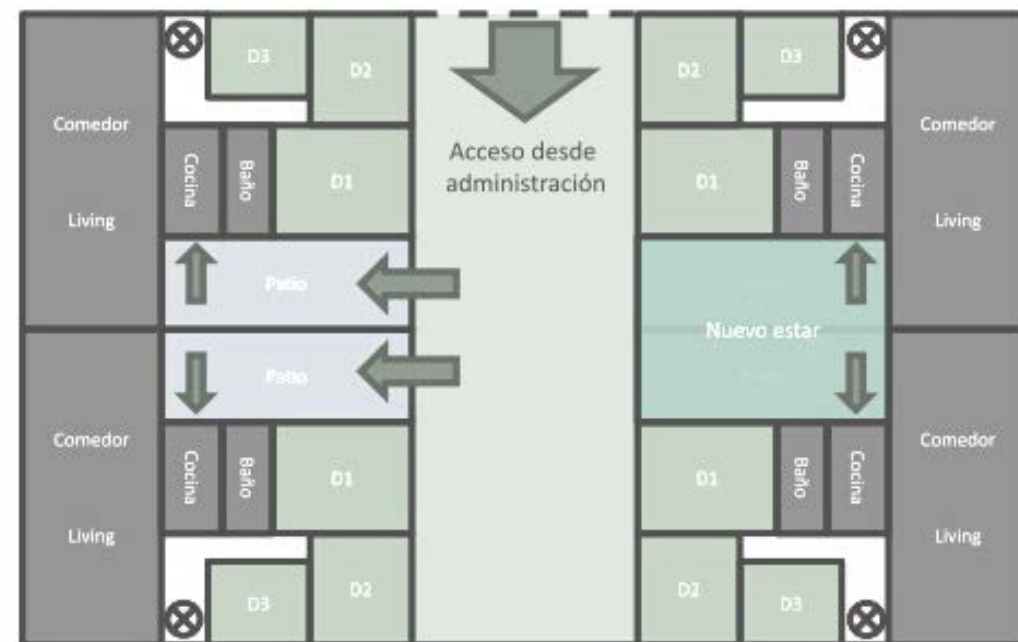 D3
D2
D2
D3
Comedor
Living
Cocina
Baño
D1
Acceso desde
administración
D1
Baño
Cocina
Comedor
Living
Patio
Nuevo estar
Patio
Comedor
Living
Cocina
Baño
D1
D1
Baño
Cocina
Comedor
Living
D3
D2
D2
D3